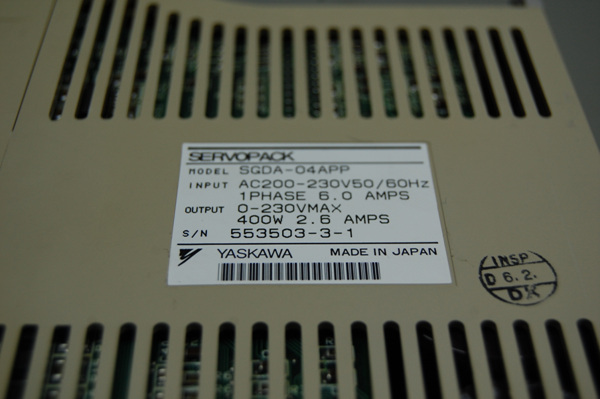 SERVOPACK
MODEL SGDA-04APP
INPUT AC200-230V50/60Hz
1PHASE 6.0 AMPS
OUTPUT 0-230VMAX
400W 2.6 AMPS
S/N 553503-3-1
YASKAWA MADE IN JAPAN
INSP
D 6.2.
DX